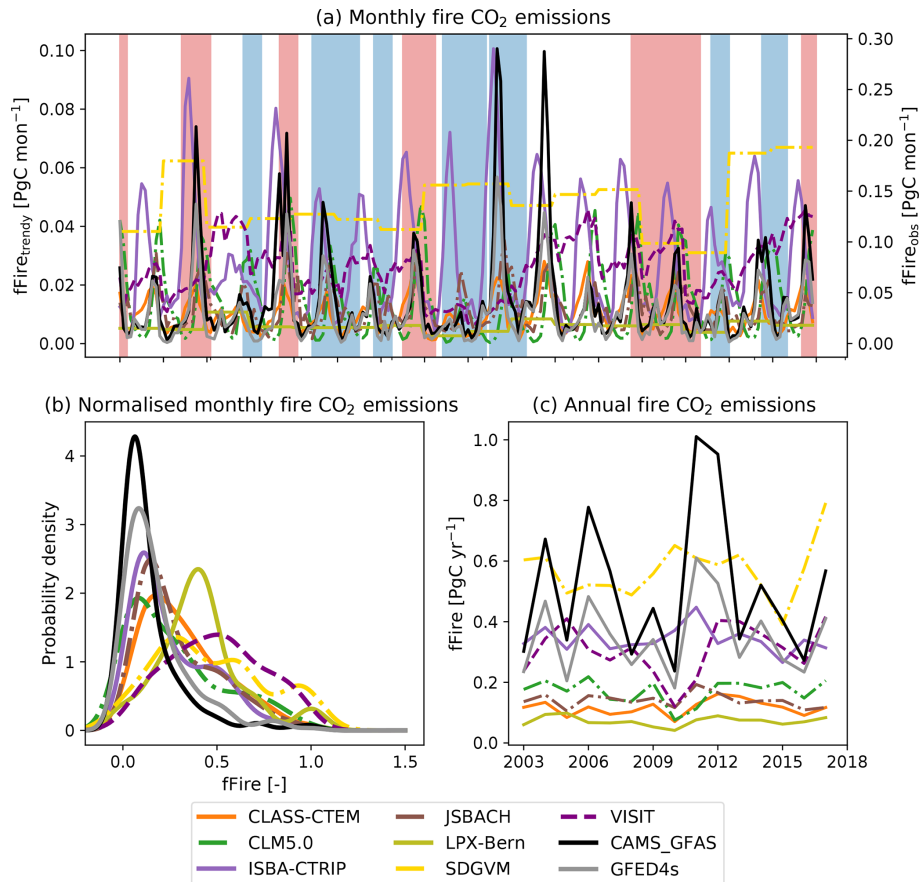 (a) Monthly fire CO₂ emissions
fFire_trendy [PgC mon⁻¹]
0.10
0.08
0.06
0.04
0.02
0.00
0.30
0.25
0.20
0.15
0.10
0.05
0.00
fFire_obs [PgC mon⁻¹]
(b) Normalised monthly fire CO₂ emissions
Probability density
4
3
2
1
0
0.0 0.5 1.0 1.5
fFire [-]
(c) Annual fire CO₂ emissions
fFire [PgC yr⁻¹]
1.0
0.8
0.6
0.4
0.2
0.0
2003 2006 2009 2012 2015 2018
CLASS-CTEM
CLM5.0
ISBA-CTRIP
JSBACH
LPX-Bern
SDGVM
VISIT
CAMS_GFAS
GFED4s